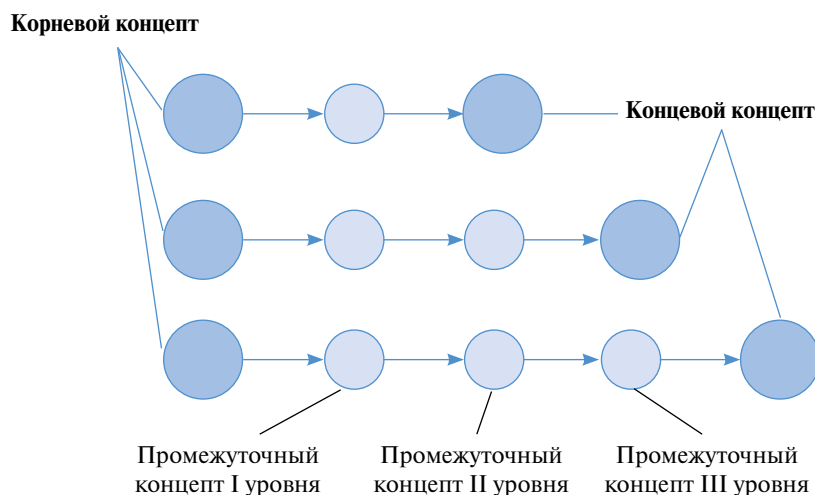 Корневой концепт
Концевой концепт
Промежуточный
концепт I уровня
Промежуточный
концепт II уровня
Промежуточный
концепт III уровня